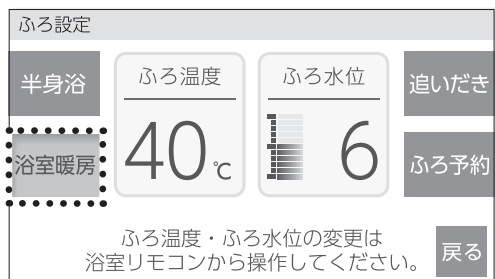 ふろ設定
半身浴
ふろ温度
ふろ水位
追いだき
浴室暖房
40℃
6
ふろ予約
ふろ温度・ふろ水位の変更は
浴室リモコンから操作してください。
戻る